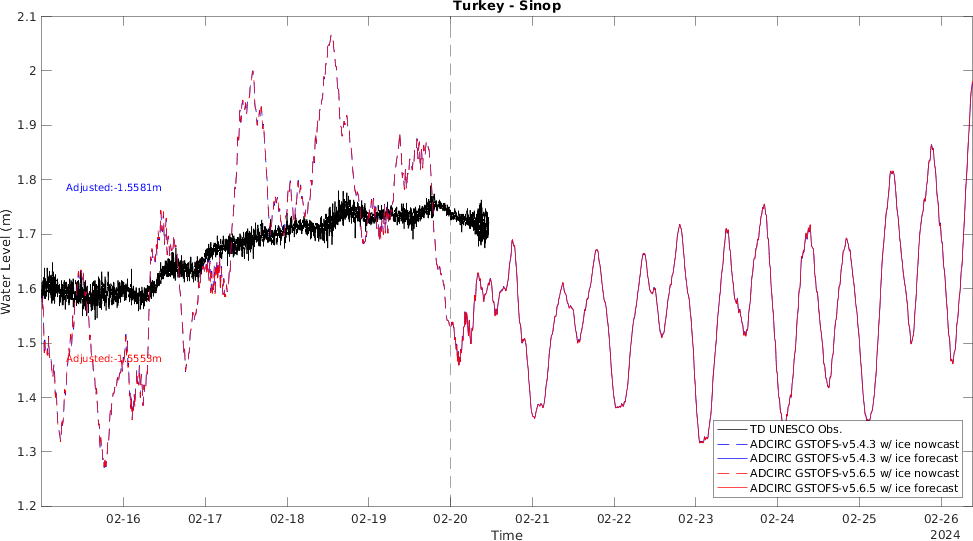 Turkey - Sinop
2.1
2
1.9
1.8
1.7
1.6
1.5
1.4
1.3
1.2
Water Level (m)
Adjusted:-1.5581m
Adjusted:-1.5553m
TD UNESCO Obs.
ADCIRC GSTOFS-v5.4.3 w/ ice nowcast
ADCIRC GSTOFS-v5.4.3 w/ ice forecast
ADCIRC GSTOFS-v5.6.5 w/ ice nowcast
ADCIRC GSTOFS-v5.6.5 w/ ice forecast
02-16 02-17 02-18 02-19 02-20 02-21 02-22 02-23 02-24 02-25 02-26
Time
2024